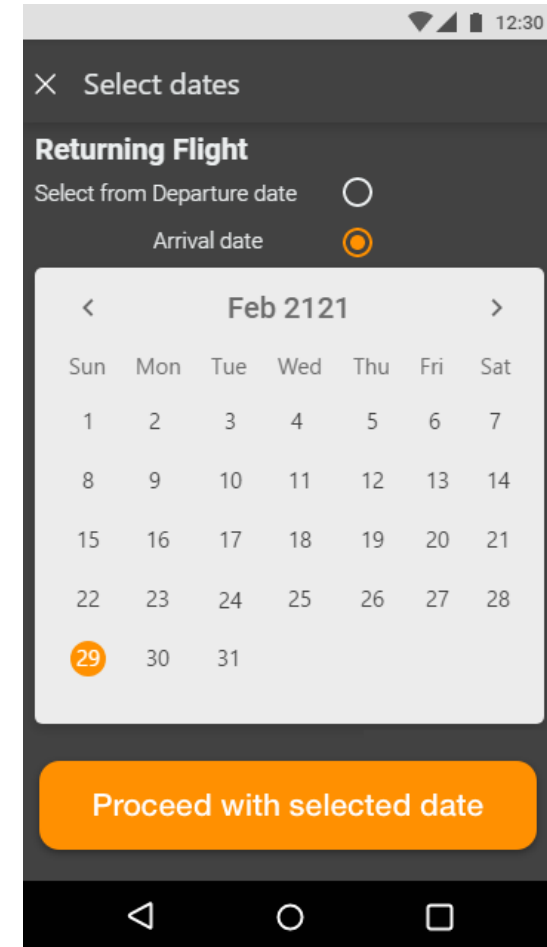 12:30
Select dates
Returning Flight
Select from Departure date
Arrival date
Feb 2121
Sun Mon Tue Wed Thu Fri Sat
1 2 3 4 5 6 7
8 9 10 11 12 13 14
15 16 17 18 19 20 21
22 23 24 25 26 27 28
29 30 31
Proceed with selected date